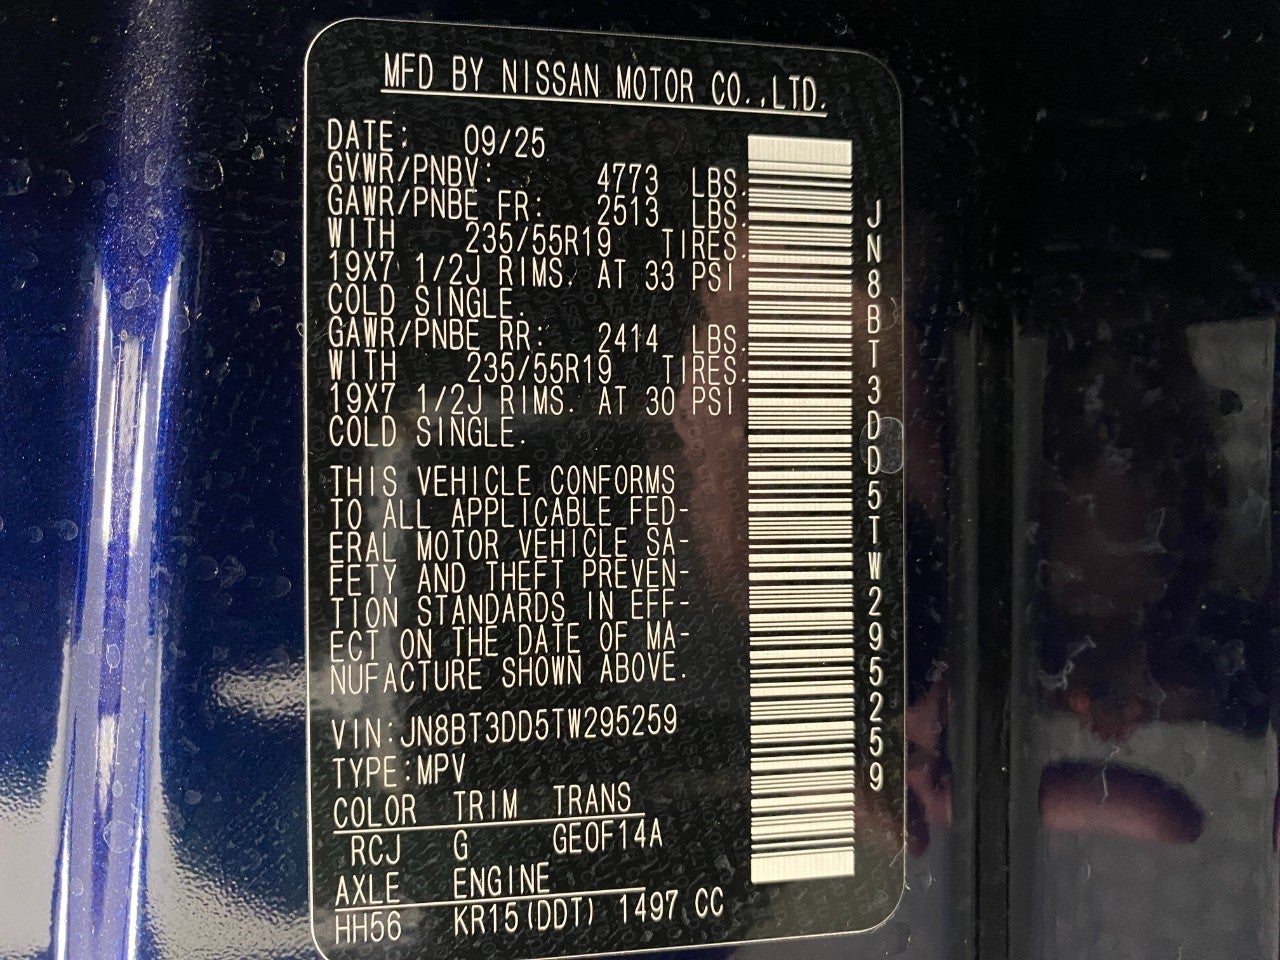 MFD BY NISSAN MOTOR CO.,LTD.
DATE: 09/25
GVWR/PNBV: 4773 LBS.
GAWR/PNBE FR: 2513 LBS.
WITH 235/55R19 TIRES.
19X7 1/2J RIMS. AT 33 PSI
COLD SINGLE.
GAWR/PNBE RR: 2414 LBS.
WITH 235/55R19 TIRES.
19X7 1/2J RIMS. AT 30 PSI
COLD SINGLE.
THIS VEHICLE CONFORMS
TO ALL APPLICABLE FED-
ERAL MOTOR VEHICLE SA-
FETY AND THEFT PREVEN-
TION STANDARDS IN EFF-
ECT ON THE DATE OF MA-
NUFACTURE SHOWN ABOVE.
VIN:JN8BT3DD5TW295259
TYPE:MPV
COLOR TRIM TRANS
RCJ G GEOF14A
AXLE ENGINE
HH56 KR15(DDT) 1497 CC
JN8BT3DD5TW295259